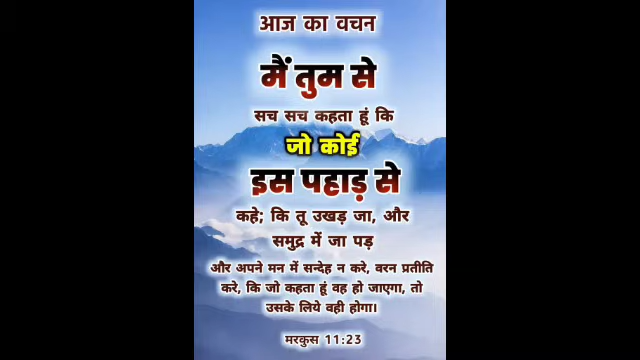 आज का वचन
मैं तुम से
सच सच कहता हूं कि
जो कोई
इस पहाड़ से
कहे; कि तू उखड़ जा, और
समुद्र में जा पड़
और अपने मन में सन्देह न करे, वरन प्रतीति
करे, कि जो कहता हूं वह हो जाएगा, तो
उसके लिये वही होगा।
मरकुस 11:23